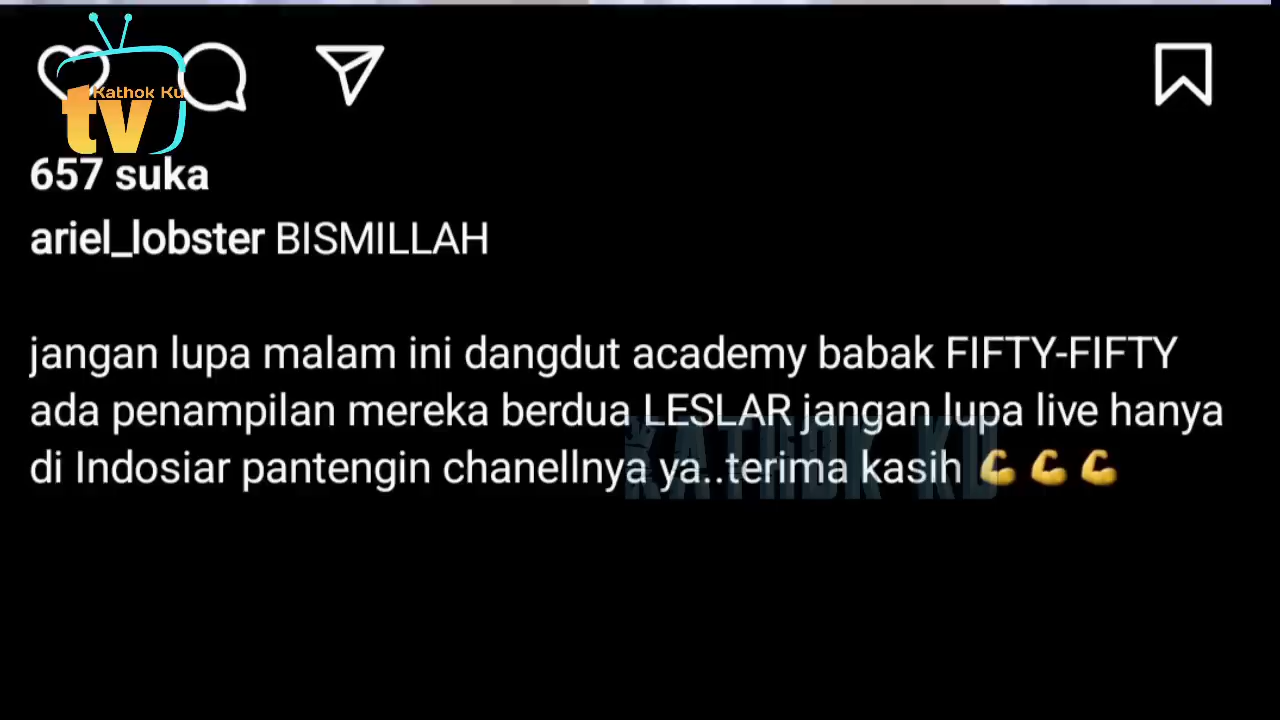 Kathok Ku
tv
657 suka
ariel_lobster BISMILLAH
jangan lupa malam ini dangdut academy babak FIFTY-FIFTY
ada penampilan mereka berdua LESLAR jangan lupa live hanya
di Indosiar pantengin chanellnya ya..terima kasih 💪💪💪
KATHOK KU